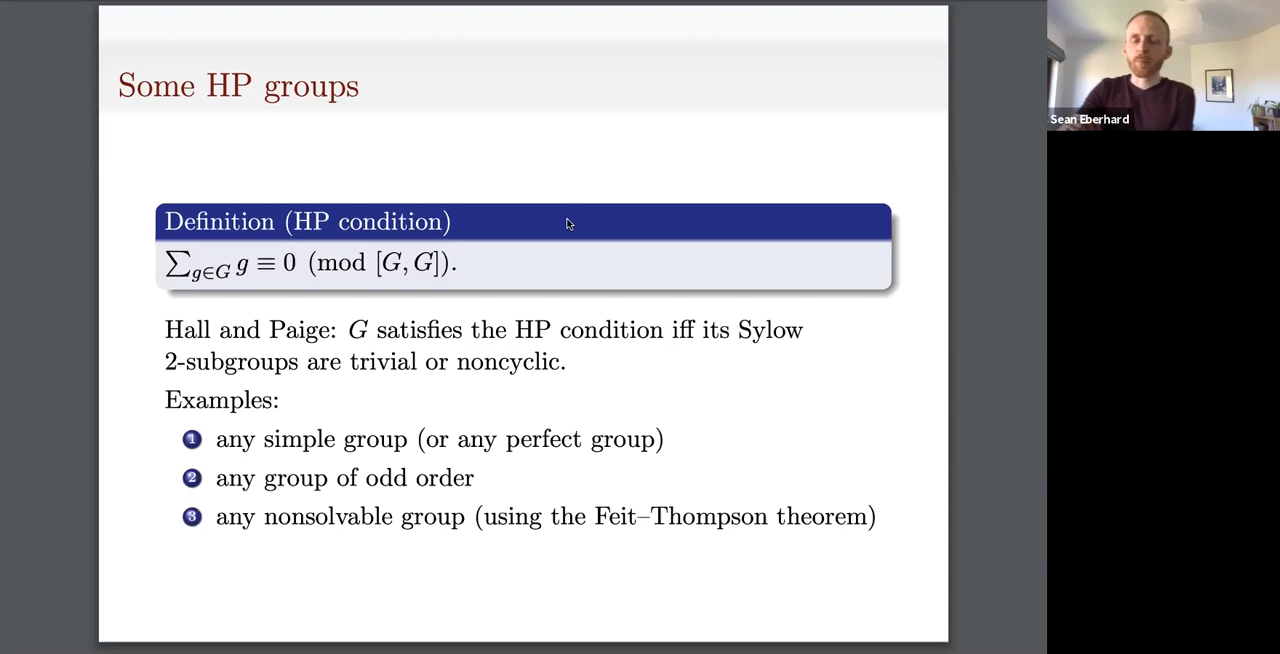 Some HP groups
Definition (HP condition)
∑_{g∈G} g ≡ 0 (mod [G, G]).
Hall and Paige: G satisfies the HP condition iff its Sylow
2-subgroups are trivial or noncyclic.
Examples:
1 any simple group (or any perfect group)
2 any group of odd order
3 any nonsolvable group (using the Feit–Thompson theorem)
Sean Eberhard